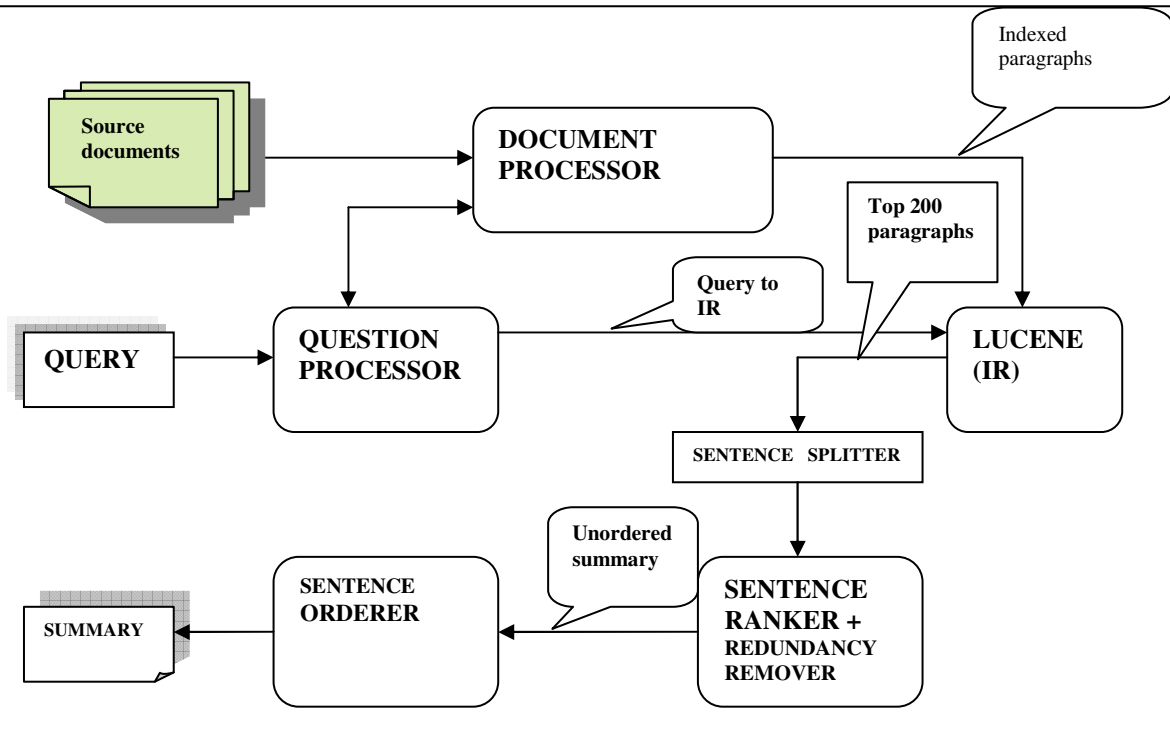 Indexed
paragraphs
Source
documents
DOCUMENT
PROCESSOR
Top 200
paragraphs
Query to
IR
QUERY
QUESTION
PROCESSOR
LUCENE
(IR)
SENTENCE SPLITTER
Unordered
summary
SUMMARY
SENTENCE
ORDERER
SENTENCE
RANKER +
REDUNDANCY
REMOVER